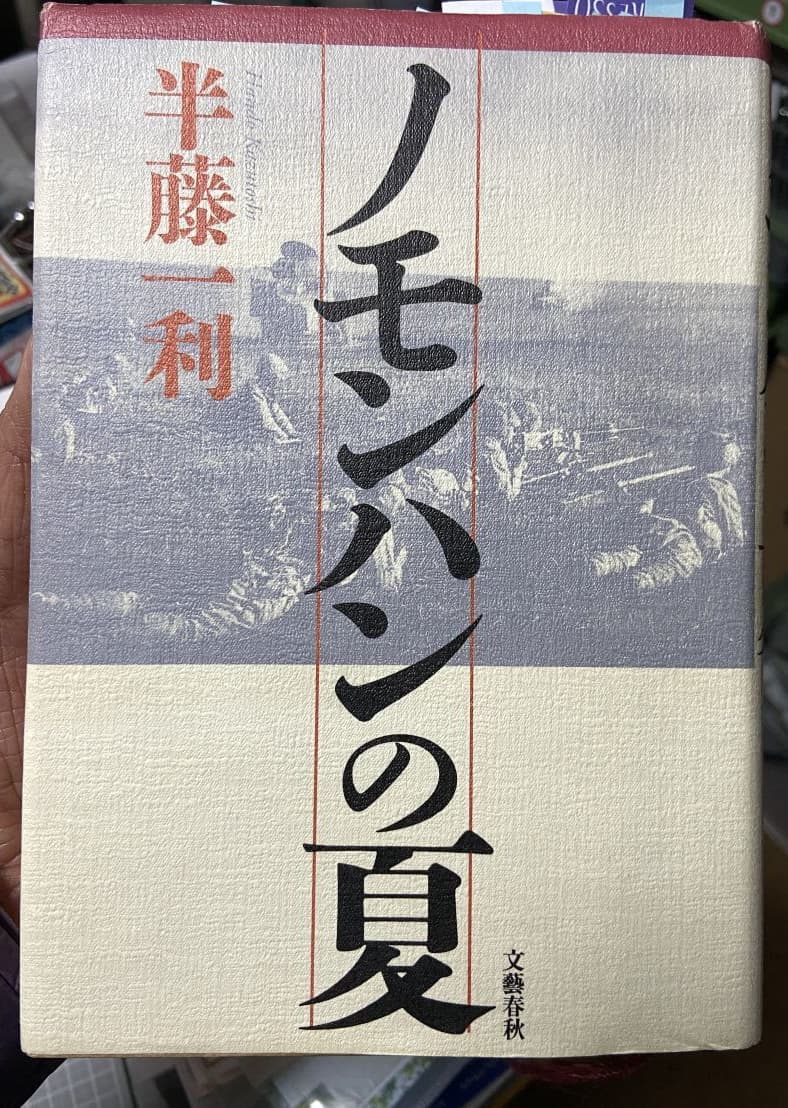 ノモンハンの夏
半藤一利
Hando Kazutoshi
文藝春秋